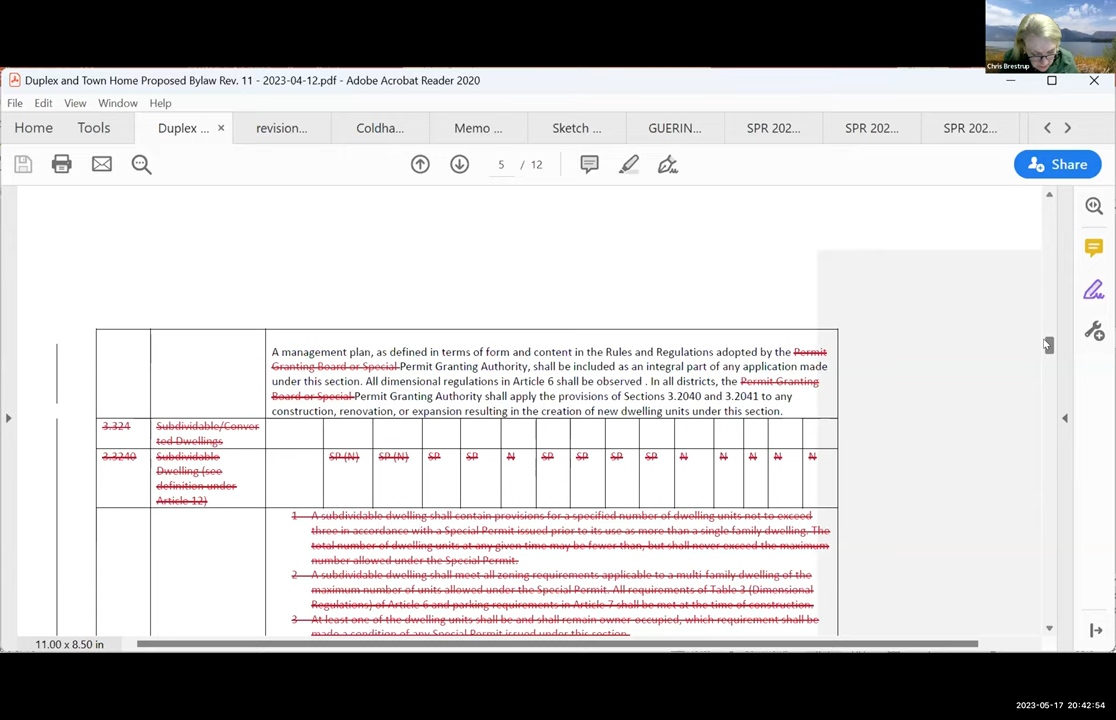 Chris Brestrup
Duplex and Town Home Proposed Bylaw Rev. 11 - 2023-04-12.pdf - Adobe Acrobat Reader 2020
File Edit View Window Help
Home Tools Duplex ... × revision... Coldha... Memo ... Sketch ... GUERIN... SPR 202... SPR 202... SPR 202...
5 / 12 Share
A management plan, as defined in terms of form and content in the Rules and Regulations adopted by the Permit
Granting Board or Special Permit Granting Authority, shall be included as an integral part of any application made
under this section. All dimensional regulations in Article 6 shall be observed . In all districts, the Permit Granting
Board or Special Permit Granting Authority shall apply the provisions of Sections 3.2040 and 3.2041 to any
construction, renovation, or expansion resulting in the creation of new dwelling units under this section.
3.324 Subdividable/Conver
ted Dwellings
3.3240 Subdividable SP (N) SP (N) SP SP N SP SP SP SP N N N N N
Dwelling (see
definition under
Article 12)
1 A subdividable dwelling shall contain provisions for a specified number of dwelling units not to exceed
three in accordance with a Special Permit issued prior to its use as more than a single family dwelling. The
total number of dwelling units at any given time may be fewer than, but shall never exceed the maximum
number allowed under the Special Permit.
2 A subdividable dwelling shall meet all zoning requirements applicable to a multi family dwelling of the
maximum number of units allowed under the Special Permit. All requirements of Table 3 (Dimensional
Regulations) of Article 6 and parking requirements in Article 7 shall be met at the time of construction.
3 At least one of the dwelling units shall be and shall remain owner occupied, which requirement shall be
made a condition of any Special Permit issued under this section.
11.00 x 8.50 in
2023-05-17 20:42:54